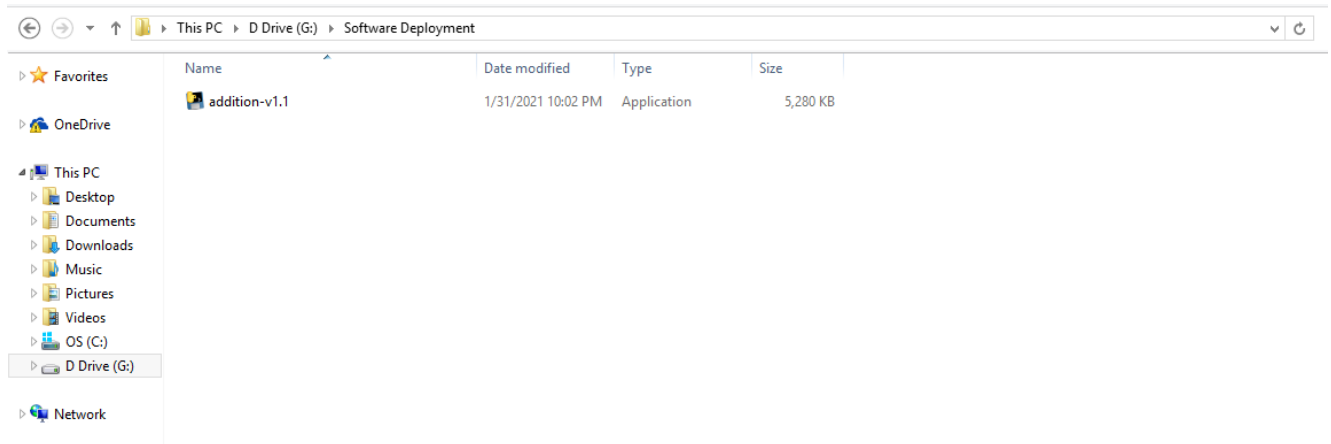 This PC D Drive (G:) Software Deployment
Name Date modified Type Size
addition-v1.1 1/31/2021 10:02 PM Application 5,280 KB
Favorites
OneDrive
This PC
Desktop
Documents
Downloads
Music
Pictures
Videos
OS (C:)
D Drive (G:)
Network